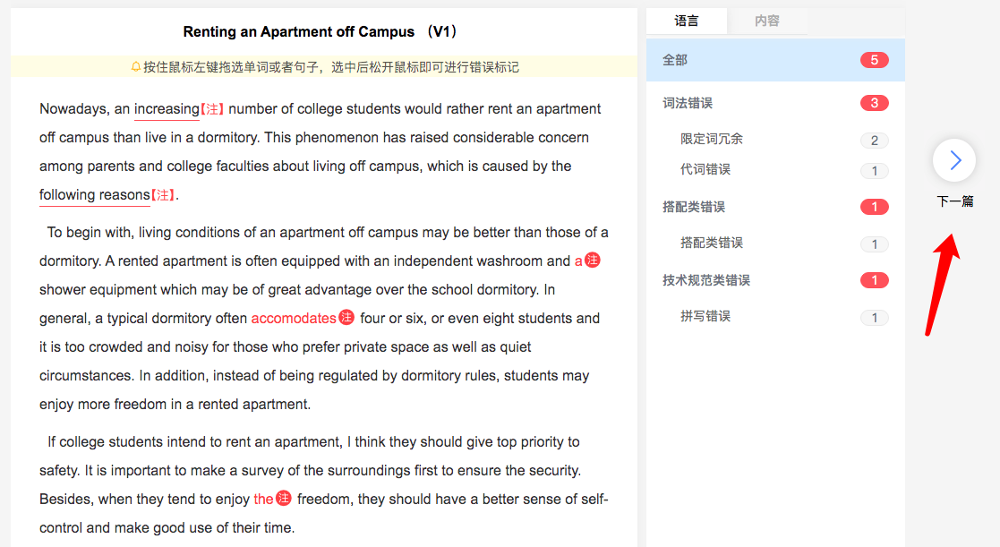 Renting an Apartment off Campus （V1）
按住鼠标左键拖选单词或者句子，选中后松开鼠标即可进行错误标记
Nowadays, an increasing【注】 number of college students would rather rent an apartment
off campus than live in a dormitory. This phenomenon has raised considerable concern
among parents and college faculties about living off campus, which is caused by the
following reasons【注】.
To begin with, living conditions of an apartment off campus may be better than those of a
dormitory. A rented apartment is often equipped with an independent washroom and a注
shower equipment which may be of great advantage over the school dormitory. In
general, a typical dormitory often accomodates注 four or six, or even eight students and
it is too crowded and noisy for those who prefer private space as well as quiet
circumstances. In addition, instead of being regulated by dormitory rules, students may
enjoy more freedom in a rented apartment.
If college students intend to rent an apartment, I think they should give top priority to
safety. It is important to make a survey of the surroundings first to ensure the security.
Besides, when they tend to enjoy the注 freedom, they should have a better sense of self-
control and make good use of their time.
语言 内容
全部 5
词法错误 3
限定词冗余 2
代词错误 1
搭配类错误 1
搭配类错误 1
技术规范类错误 1
拼写错误 1
下一篇